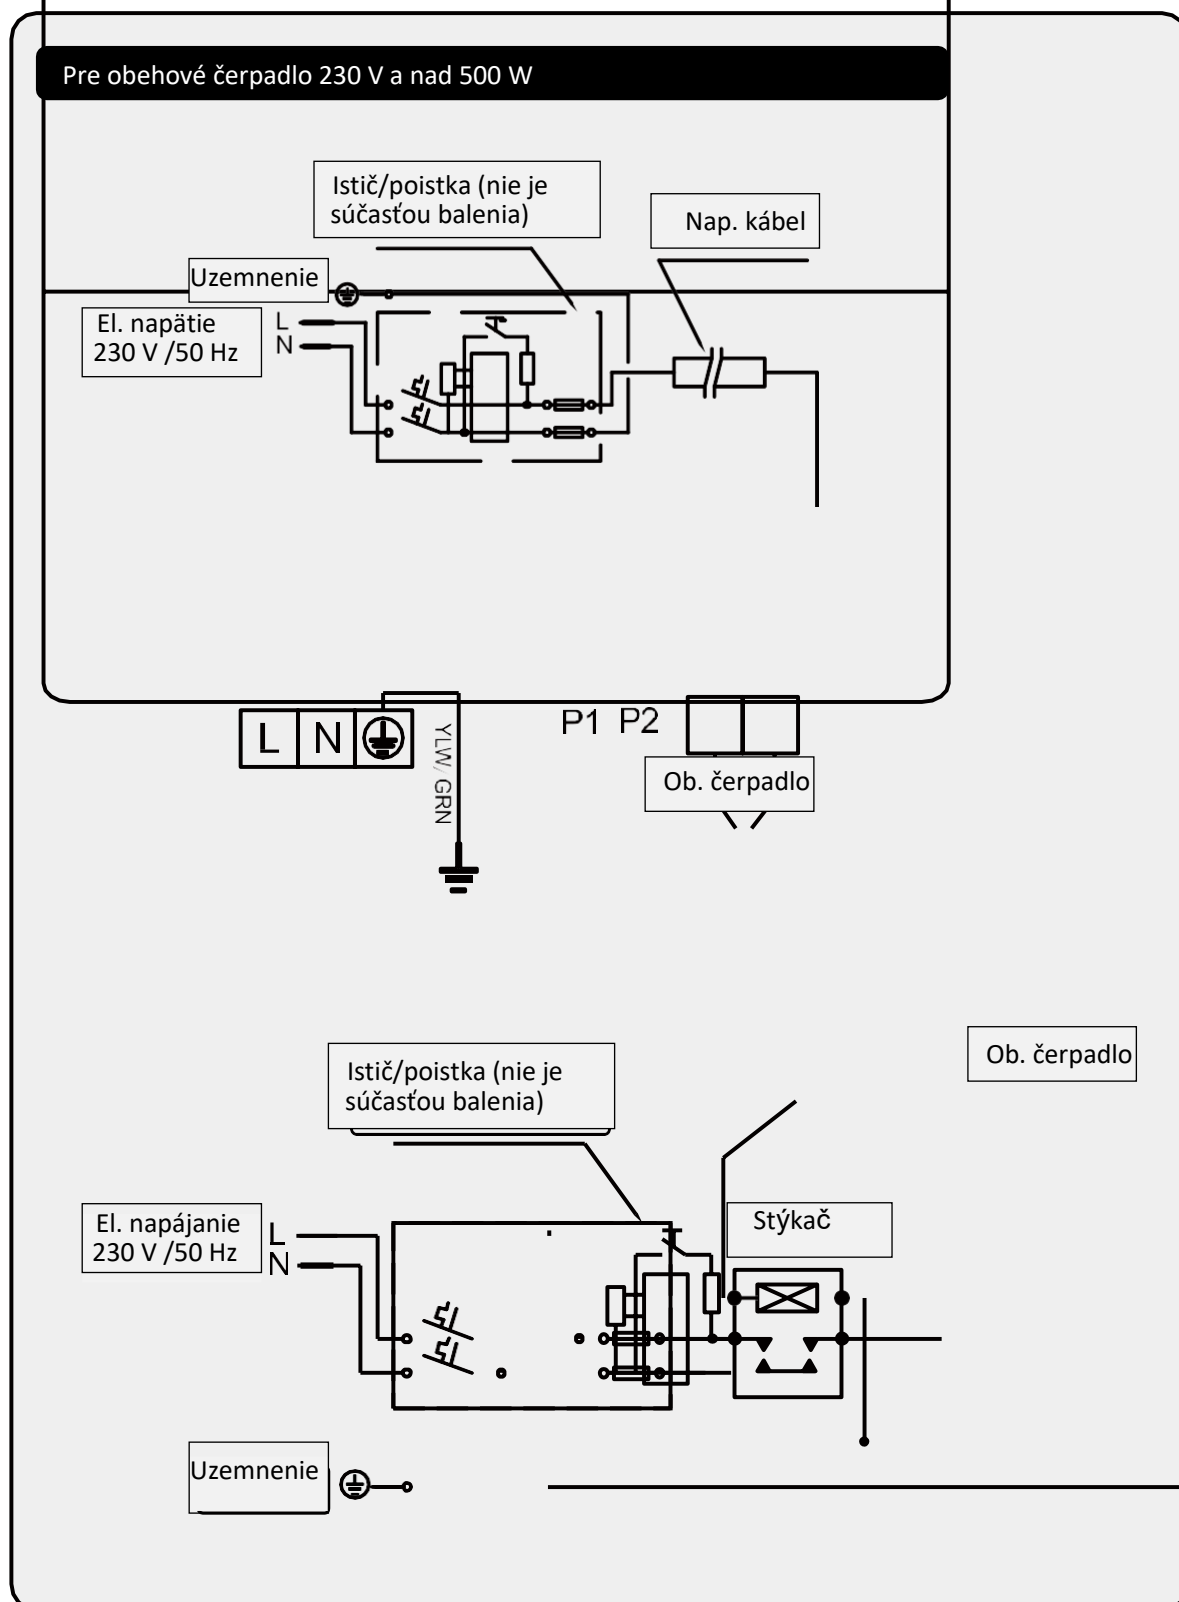 Pre obehové čerpadlo 230 V a nad 500 W
Istič/poistka (nie je
súčasťou balenia)
Nap. kábel
Uzemnenie
El. napätie
230 V /50 Hz
L
N
L N
YLW/GRN
P1 P2
Ob. čerpadlo
Ob. čerpadlo
Istič/poistka (nie je
súčasťou balenia)
El. napájanie
230 V /50 Hz
L
N
Stýkač
Uzemnenie